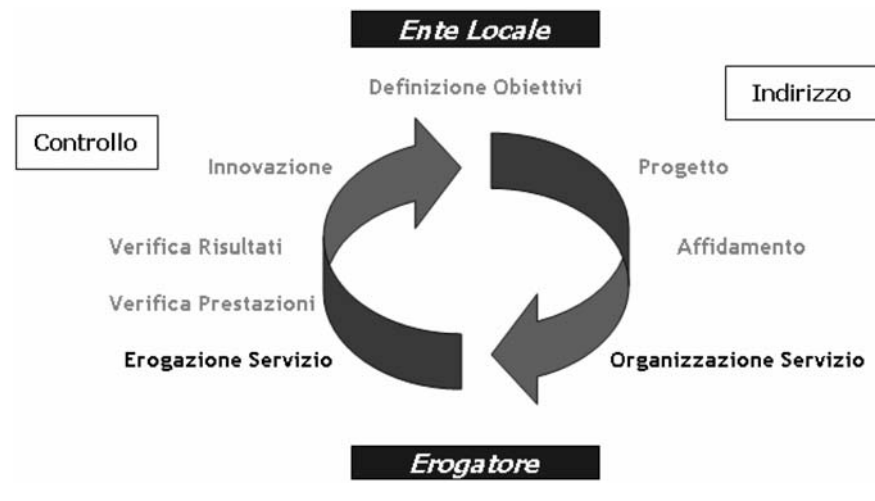 Ente Locale
Definizione Obiettivi
Indirizzo
Controllo
Innovazione
Progetto
Verifica Risultati
Affidamento
Verifica Prestazioni
Erogazione Servizio
Organizzazione Servizio
Erogatore